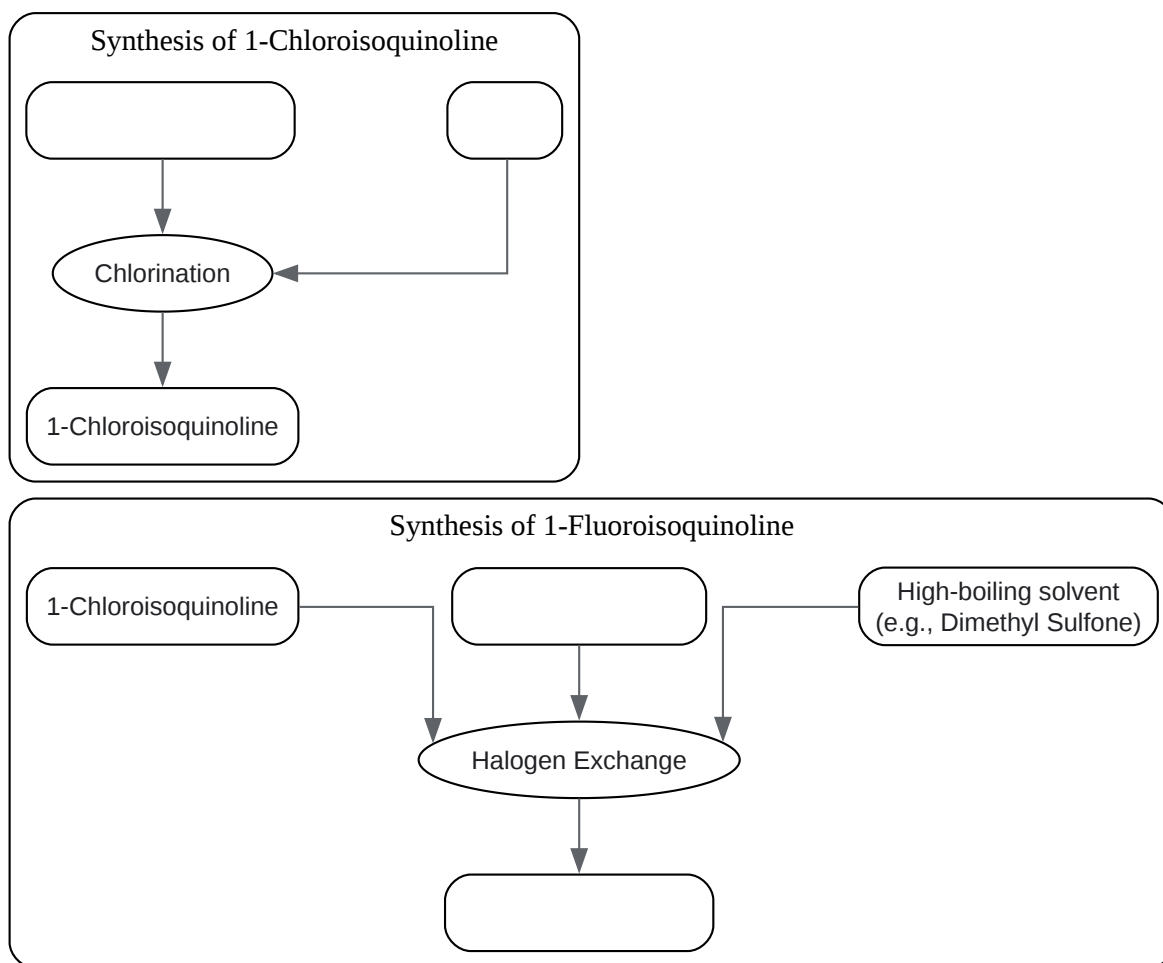 Synthesis of 1-Chloroisoquinoline
Chlorination
1-Chloroisoquinoline
Synthesis of 1-Fluoroisoquinoline
1-Chloroisoquinoline
High-boiling solvent
(e.g., Dimethyl Sulfone)
Halogen Exchange